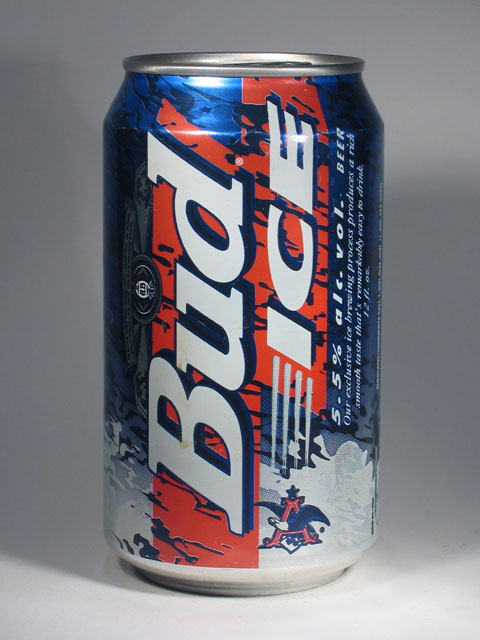 Bud
®
ICE
5.5% alc. vol. BEER
Our exclusive ice brewing process produces a rich
smooth taste that's remarkably easy to drink.
12 fl. oz.